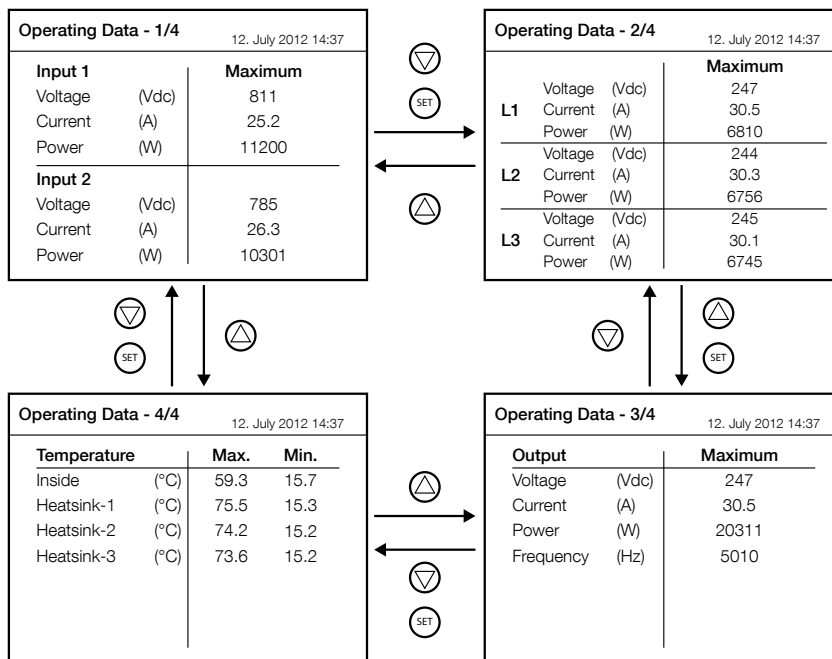 Operating Data - 1/4
12. July 2012 14:37
Input 1 Maximum
Voltage (Vdc) 811
Current (A) 25.2
Power (W) 11200
Input 2
Voltage (Vdc) 785
Current (A) 26.3
Power (W) 10301
SET
Operating Data - 2/4
12. July 2012 14:37
Maximum
L1
Voltage (Vdc) 247
Current (A) 30.5
Power (W) 6810
L2
Voltage (Vdc) 244
Current (A) 30.3
Power (W) 6756
L3
Voltage (Vdc) 245
Current (A) 30.1
Power (W) 6745
SET
SET
Operating Data - 4/4
12. July 2012 14:37
Temperature Max. Min.
Inside (°C) 59.3 15.7
Heatsink-1 (°C) 75.5 15.3
Heatsink-2 (°C) 74.2 15.2
Heatsink-3 (°C) 73.6 15.2
SET
Operating Data - 3/4
12. July 2012 14:37
Output Maximum
Voltage (Vdc) 247
Current (A) 30.5
Power (W) 20311
Frequency (Hz) 5010